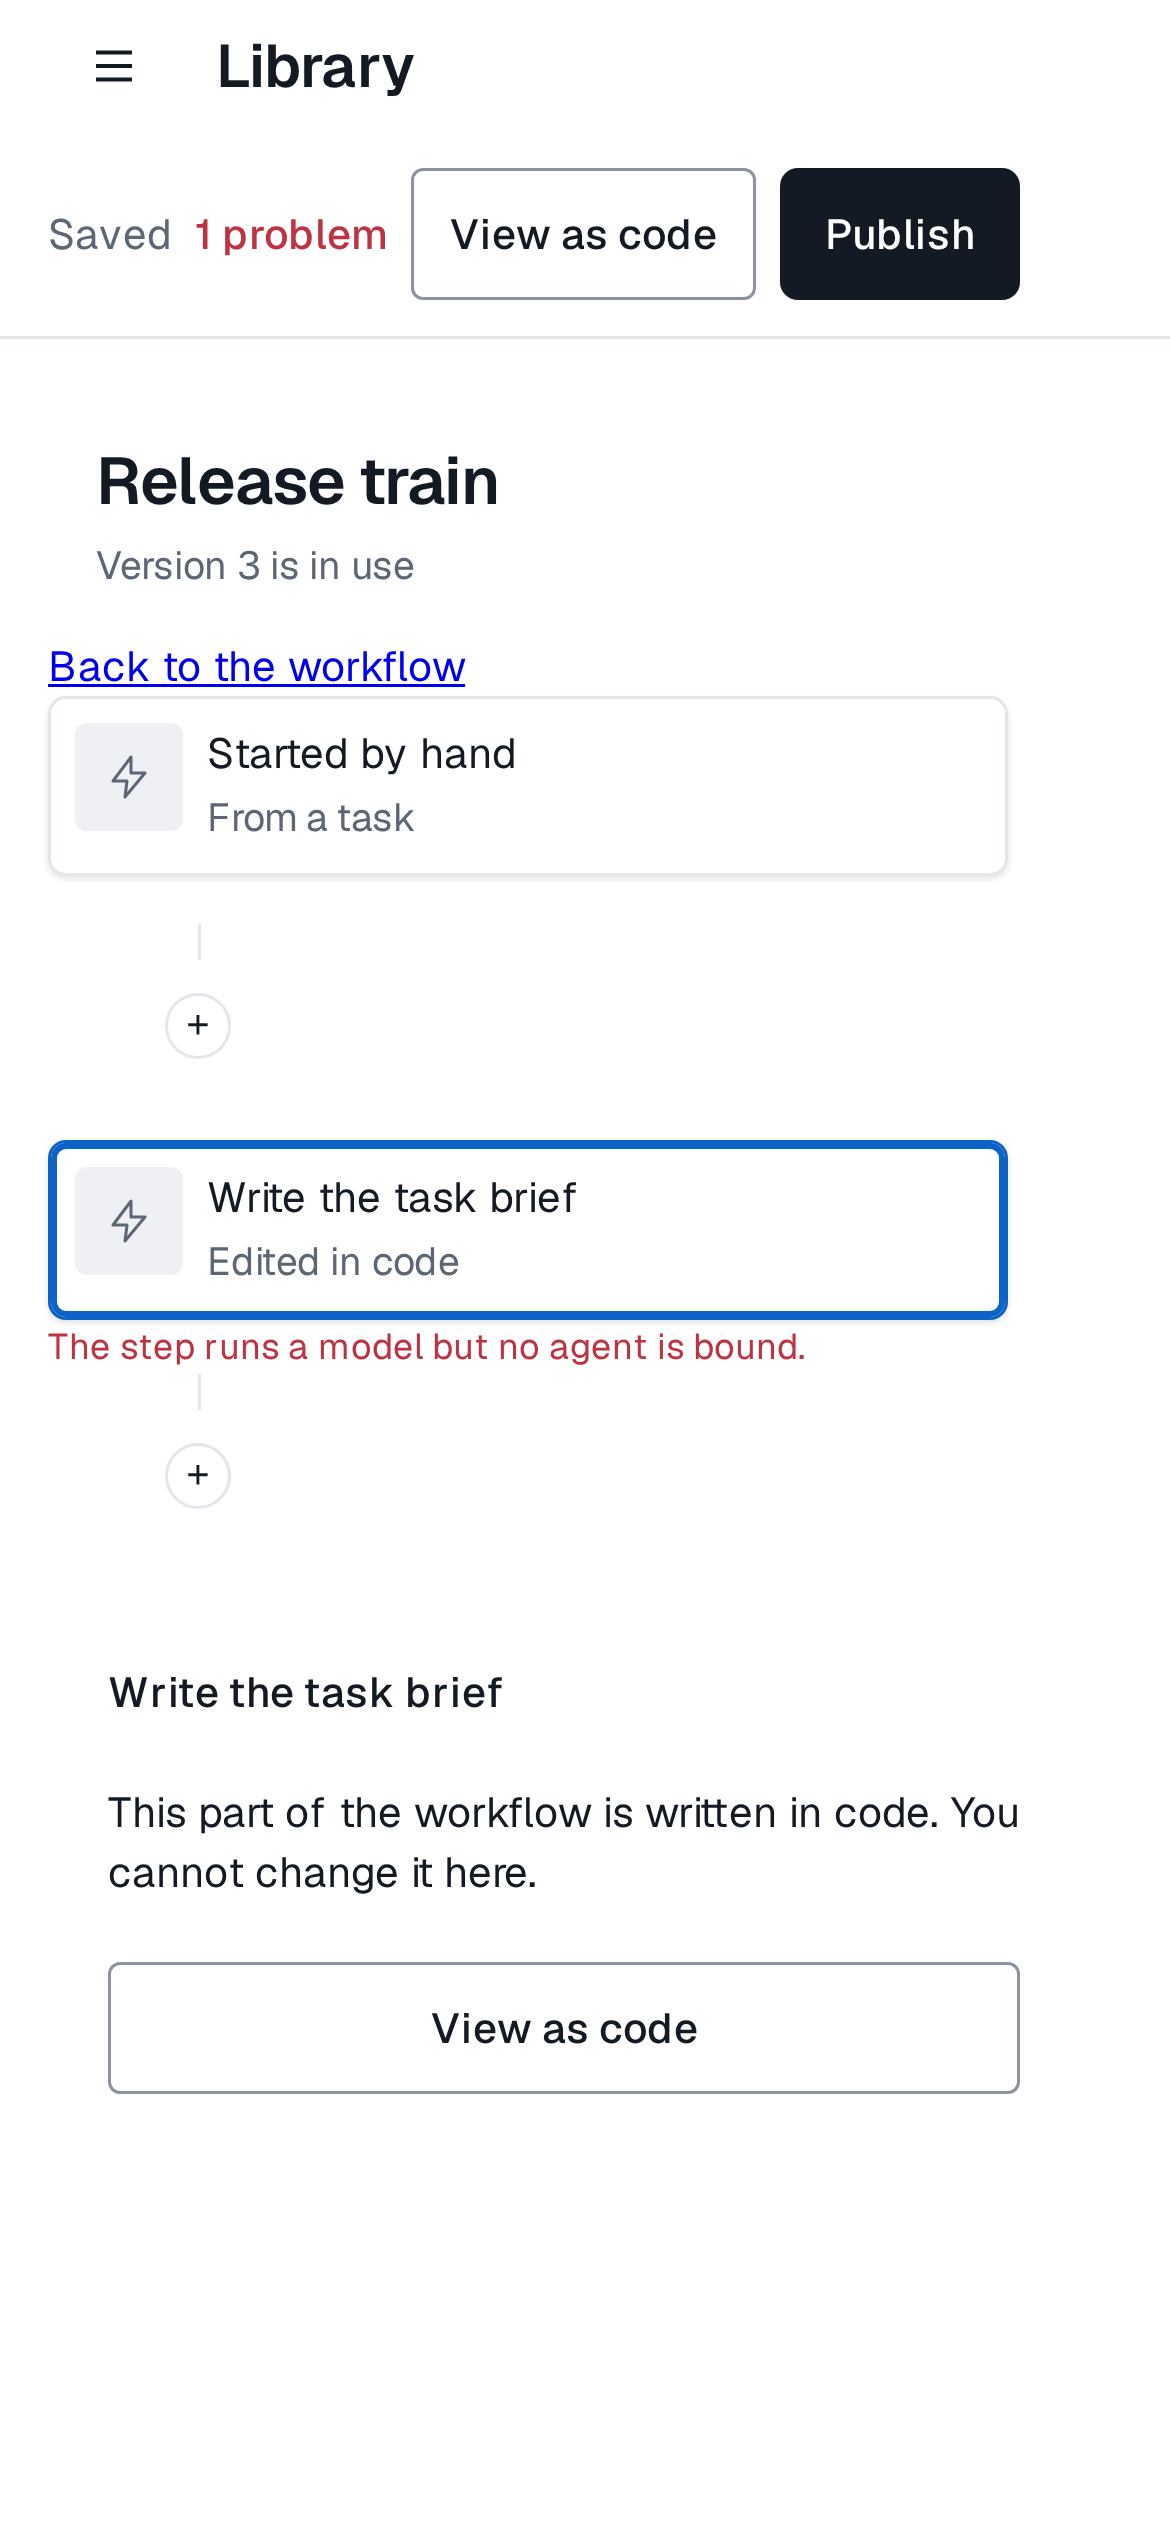 Library
Saved 1 problem View as code Publish
Release train
Version 3 is in use
Back to the workflow
Started by hand
From a task
+
Write the task brief
Edited in code
The step runs a model but no agent is bound.
+
Write the task brief
This part of the workflow is written in code. You
cannot change it here.
View as code